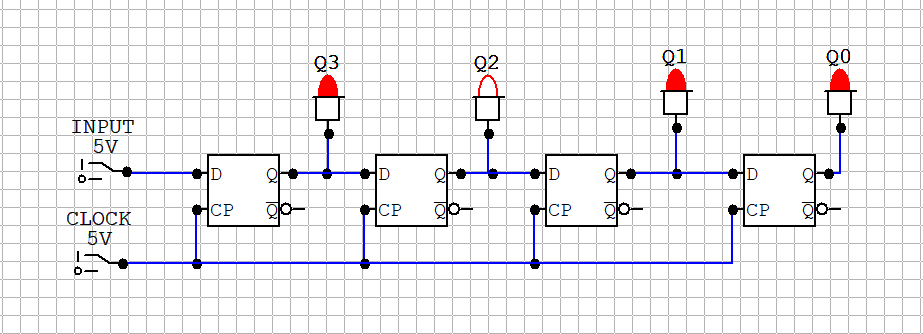 Q3
Q2
Q1
Q0
INPUT
5V
D Q
CP Q̅
D Q
CP Q̅
D Q
CP Q̅
D Q
CP Q̅
CLOCK
5V